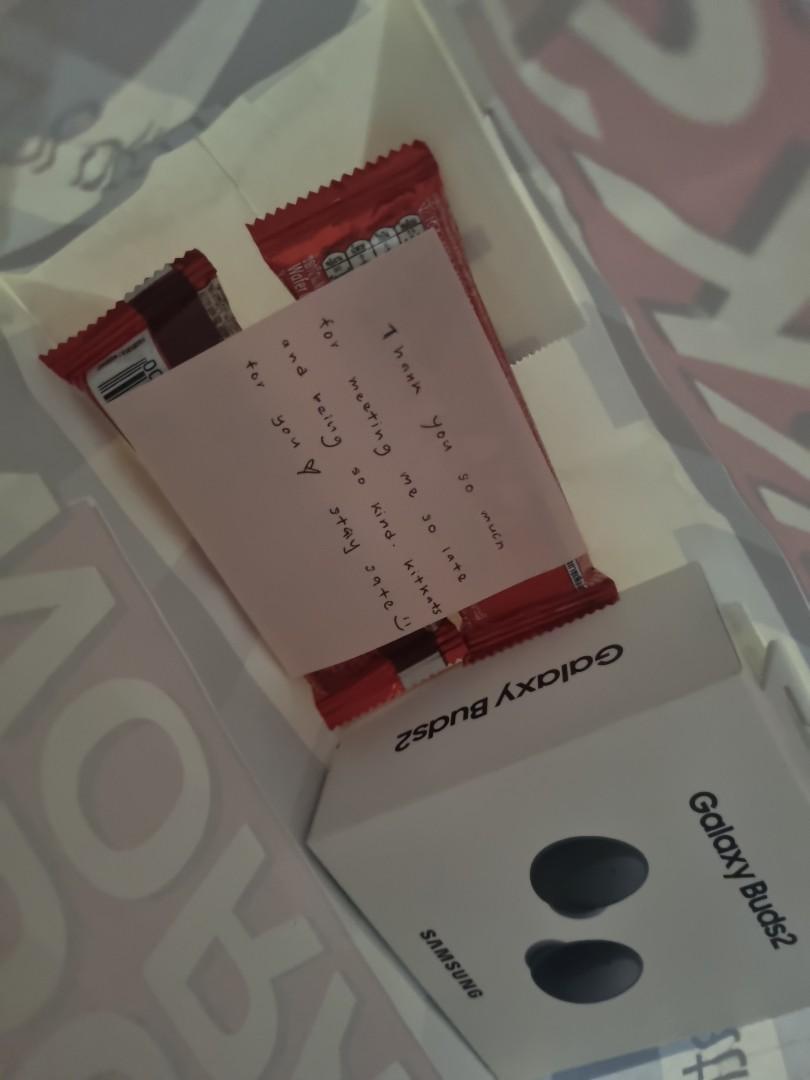 Thank you so much
for meeting me so late
and being so kind. Kitkats
for you stay safe :)
Wafer
Galaxy Buds2
Galaxy Buds2
SAMSUNG